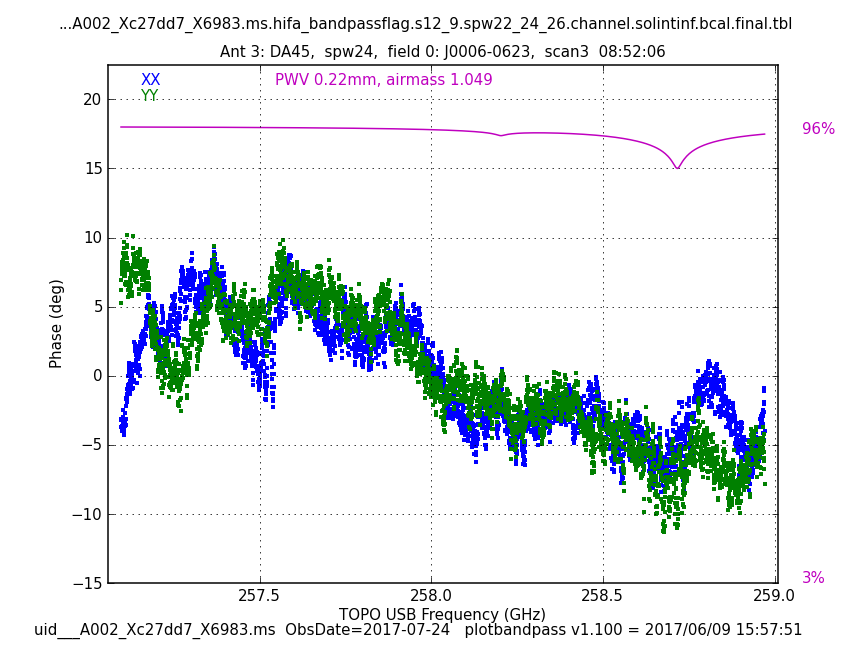 ...A002_Xc27dd7_X6983.ms.hifa_bandpassflag.s12_9.spw22_24_26.channel.solintinf.bcal.final.tbl
Ant 3: DA45,  spw24,  field 0: J0006-0623,  scan3  08:52:06
XX
YY
PWV 0.22mm, airmass 1.049
96%
3%
20
15
10
5
0
−5
−10
−15
Phase (deg)
257.5
258.0
258.5
259.0
TOPO USB Frequency (GHz)
uid___A002_Xc27dd7_X6983.ms  ObsDate=2017-07-24   plotbandpass v1.100 = 2017/06/09 15:57:51